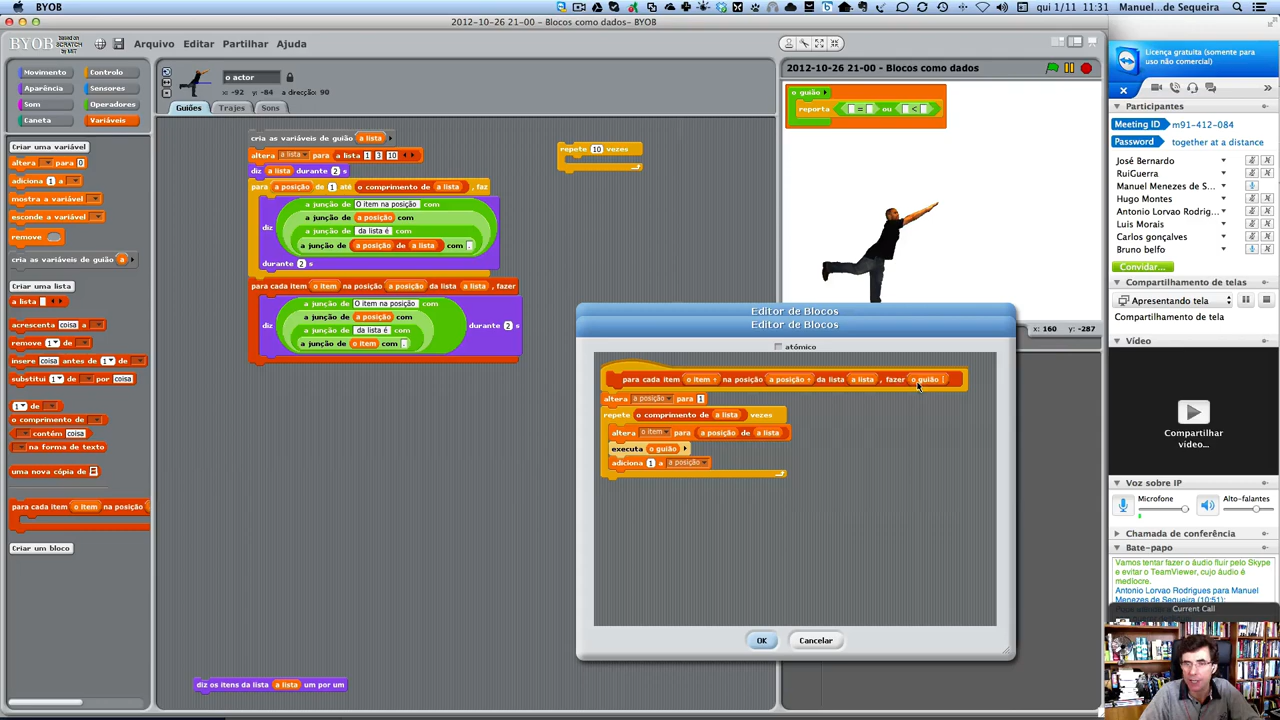 BYOB
qui 1/11 11:31 Manuel...de Sequeira
2012-10-26 21-00 - Blocos como dados- BYOB
BYOB
BASED ON SCRATCH
Arquivo Editar Partilhar Ajuda
Movimento Controlo
Aparência Sensores
Som Operadores
Caneta Variáveis
Criar uma variável
altera para 0
adiciona 1 a
mostra a variável
esconde a variável
remove
cria as variáveis de guião a
Criar uma lista
a lista
acrescenta coisa a
remove 1 de
insere coisa antes de 1 de
substitui 1 de por coisa
1 de
o comprimento de
contém coisa
na forma de texto
uma nova cópia de
para cada item o item na posição
Criar um bloco
o actor
x: -92 y: -84 a direcção: 90
Guiões Trajes Sons
cria as variáveis de guião a lista
altera a lista para a lista 1 3 10
diz a lista durante 2 s
para a posição de 1 até o comprimento de a lista , faz
a junção de O item na posição com
a junção de a posição com
diz a junção de da lista é com
a junção de a posição de a lista com .
durante 2 s
para cada item o item na posição a posição da lista a lista , fazer
a junção de O item na posição com
a junção de a posição com
diz a junção de da lista é com durante 2 s
a junção de o item com .
repete 10 vezes
diz os itens da lista a lista um por um
2012-10-26 21-00 - Blocos como dados
o guião
reporta = ou <
x: 160 y: -287
Editor de Blocos
Editor de Blocos
atómico
para cada item o item na posição a posição da lista a lista , fazer o guião
altera a posição para 1
repete o comprimento de a lista vezes
altera o item para a posição de a lista
executa o guião
adiciona 1 a a posição
OK Cancelar
Licença gratuita (somente para
uso não comercial)
Participantes
Meeting ID m91-412-084
Password together at a distance
José Bernardo
RuiGuerra
Manuel Menezes de S...
Hugo Montes
Antonio Lorvao Rodrig...
Luis Morais
Carlos gonçalves
Bruno belfo
Convidar...
Compartilhamento de telas
Apresentando tela
Compartilhamento de tela
Vídeo
Compartilhar
vídeo...
Voz sobre IP
Microfone Alto-falantes
Chamada de conferência
Bate-papo
Vamos tentar fazer o áudio fluir pelo Skype
e evitar o TeamViewer, cujo áudio é
medíocre.
Antonio Lorvao Rodrigues para Manuel
Menezes de Sequeira (10:51):
Current Call